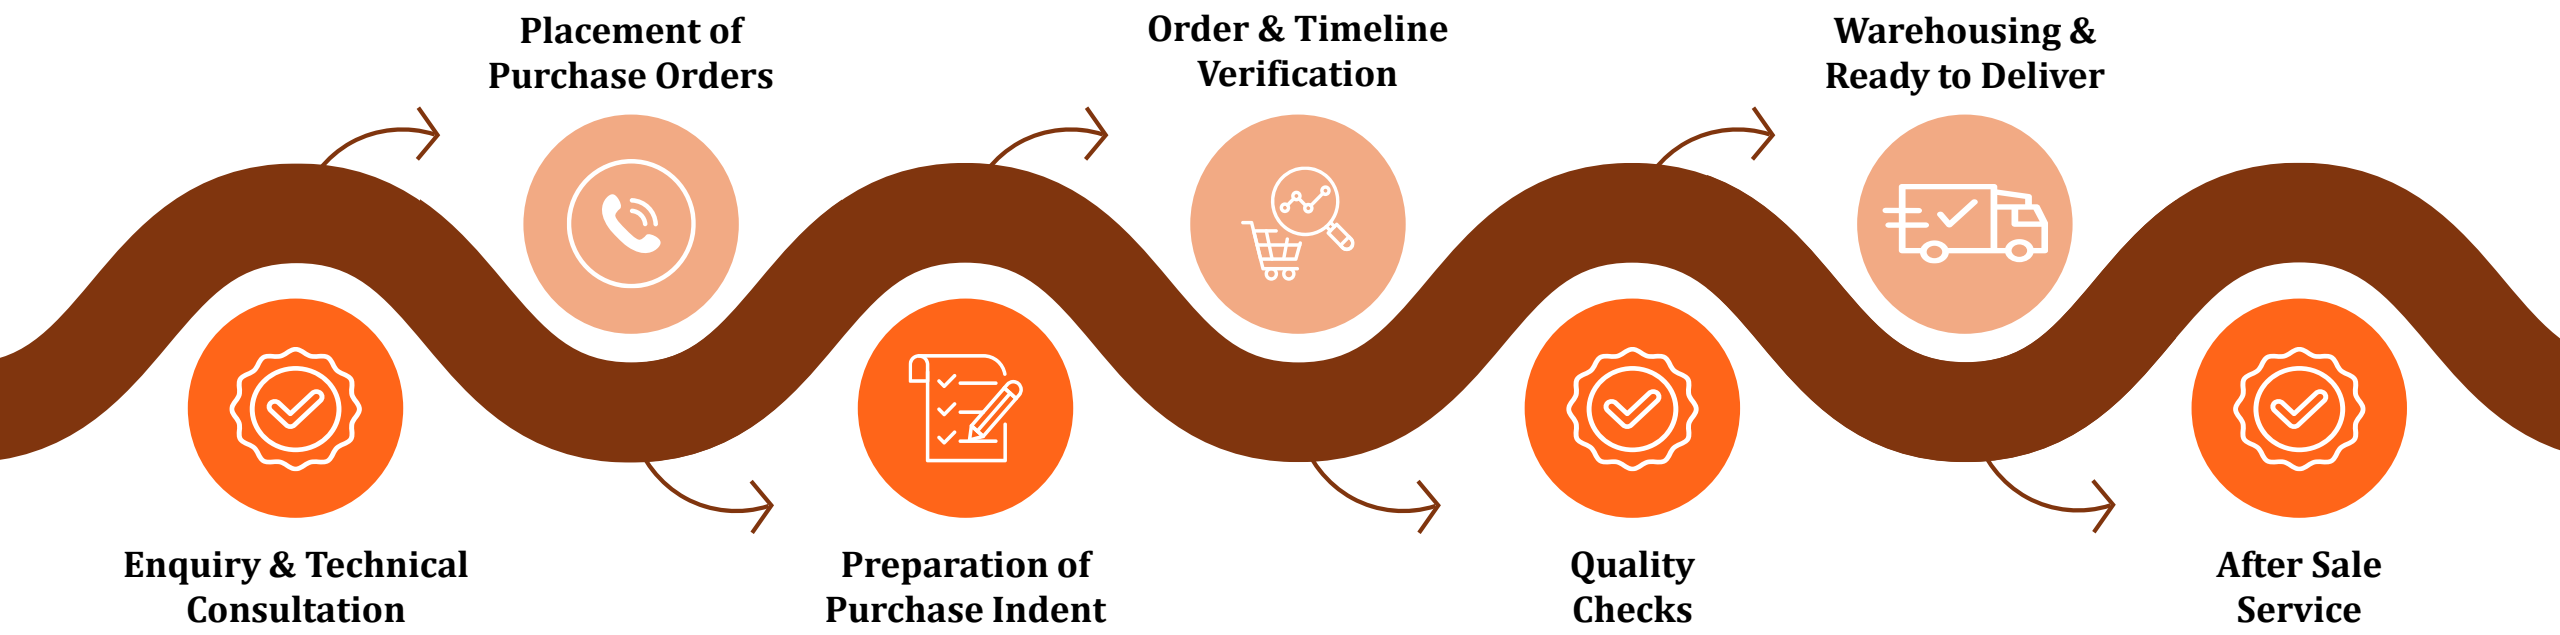 Enquiry & Technical
Consultation
Placement of
Purchase Orders
Preparation of
Purchase Indent
Order & Timeline
Verification
Quality
Checks
Warehousing &
Ready to Deliver
After Sale
Service